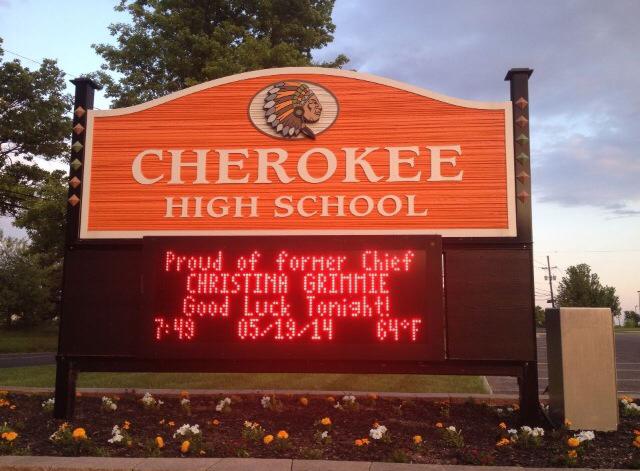 CHEROKEE
HIGH SCHOOL
Proud of former Chief
CHRISTINA GRIMMIE
Good Luck Tonight!
7:49 05/19/14 64°F